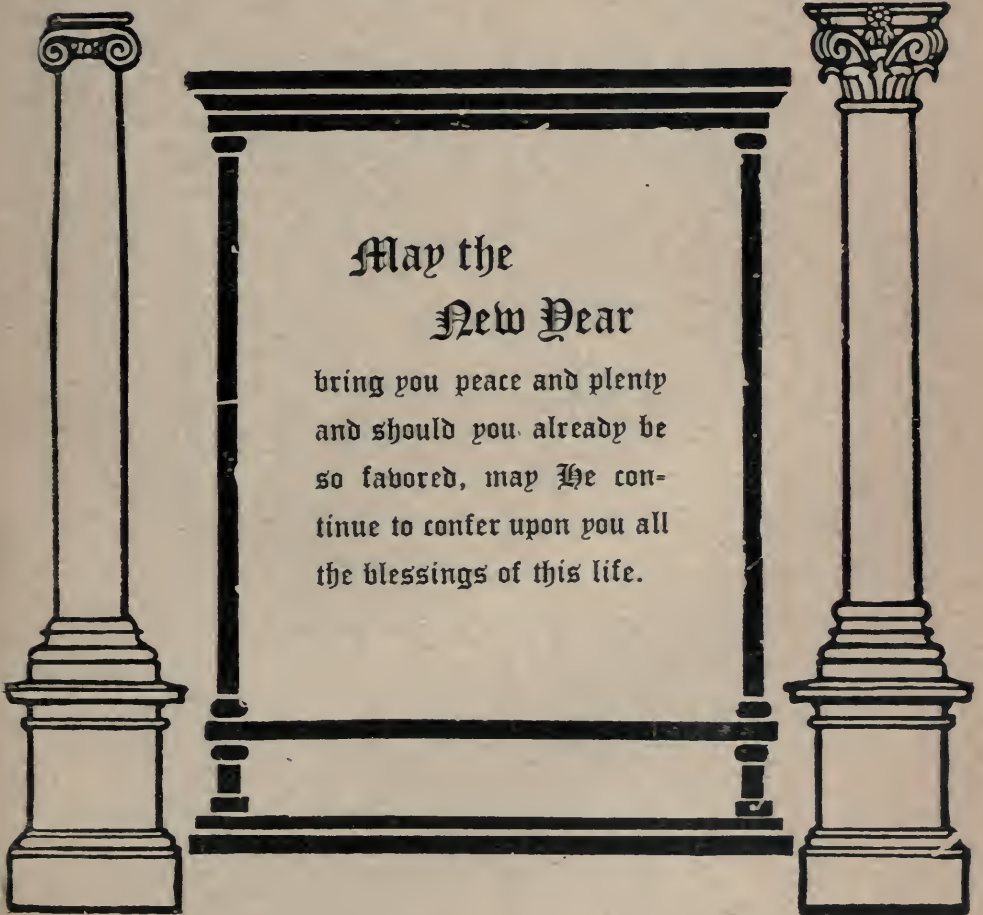 May the
New Year
bring you peace and plenty
and should you already be
so favored, may He con=
tinue to confer upon you all
the blessings of this life.